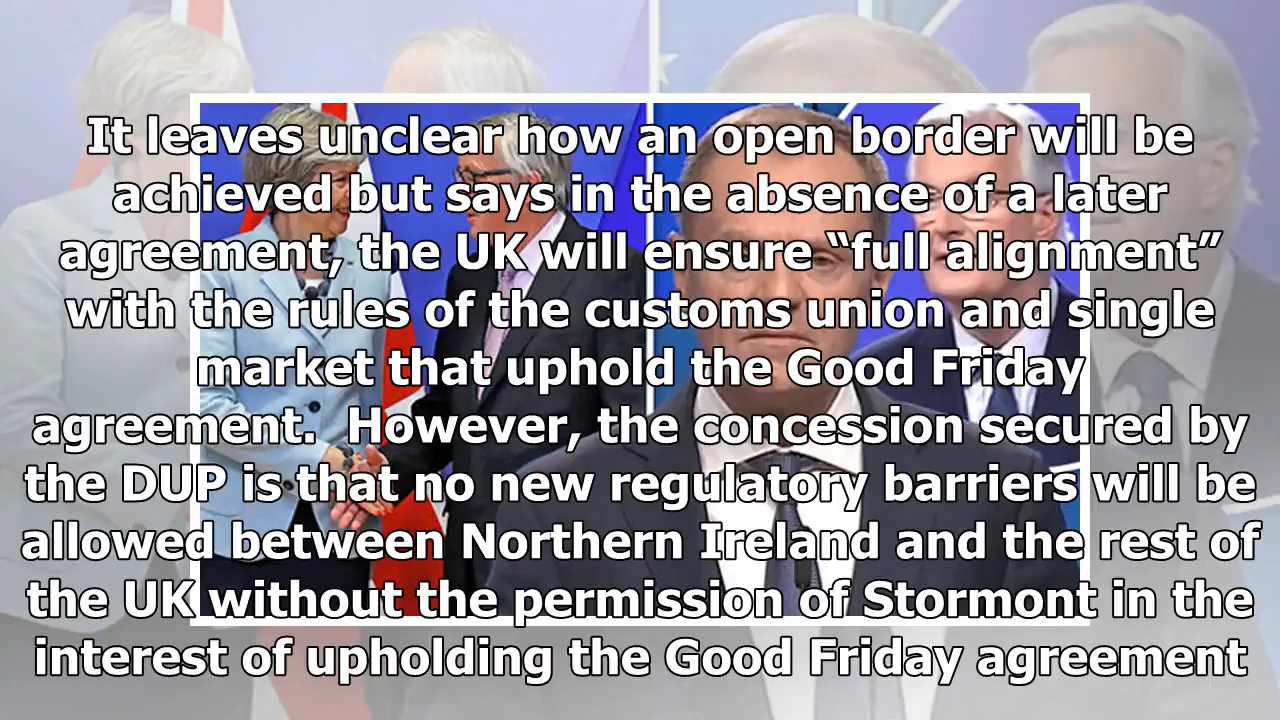 It leaves unclear how an open border will be
achieved but says in the absence of a later
agreement, the UK will ensure “full alignment”
with the rules of the customs union and single
market that uphold the Good Friday
agreement.  However, the concession secured by
the DUP is that no new regulatory barriers will be
allowed between Northern Ireland and the rest of
the UK without the permission of Stormont in the
interest of upholding the Good Friday agreement